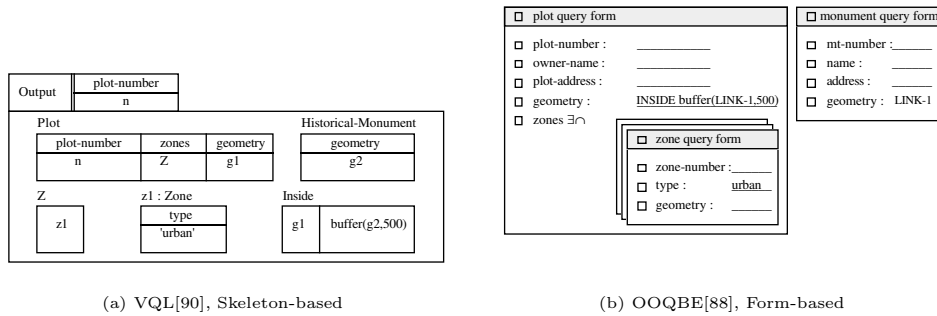 Output
plot-number
n
Plot
Historical-Monument
plot-number zones geometry
n Z g1
geometry
g2
Z
z1
z1 : Zone
type
'urban'
Inside
g1 buffer(g2,500)
(a) VQL[90], Skeleton-based
plot query form
plot-number :
owner-name :
plot-address :
geometry : INSIDE buffer(LINK-1,500)
zones ∃∩
zone query form
zone-number :
type : urban
geometry :
monument query form
mt-number :
name :
address :
geometry : LINK-1
(b) OOQBE[88], Form-based